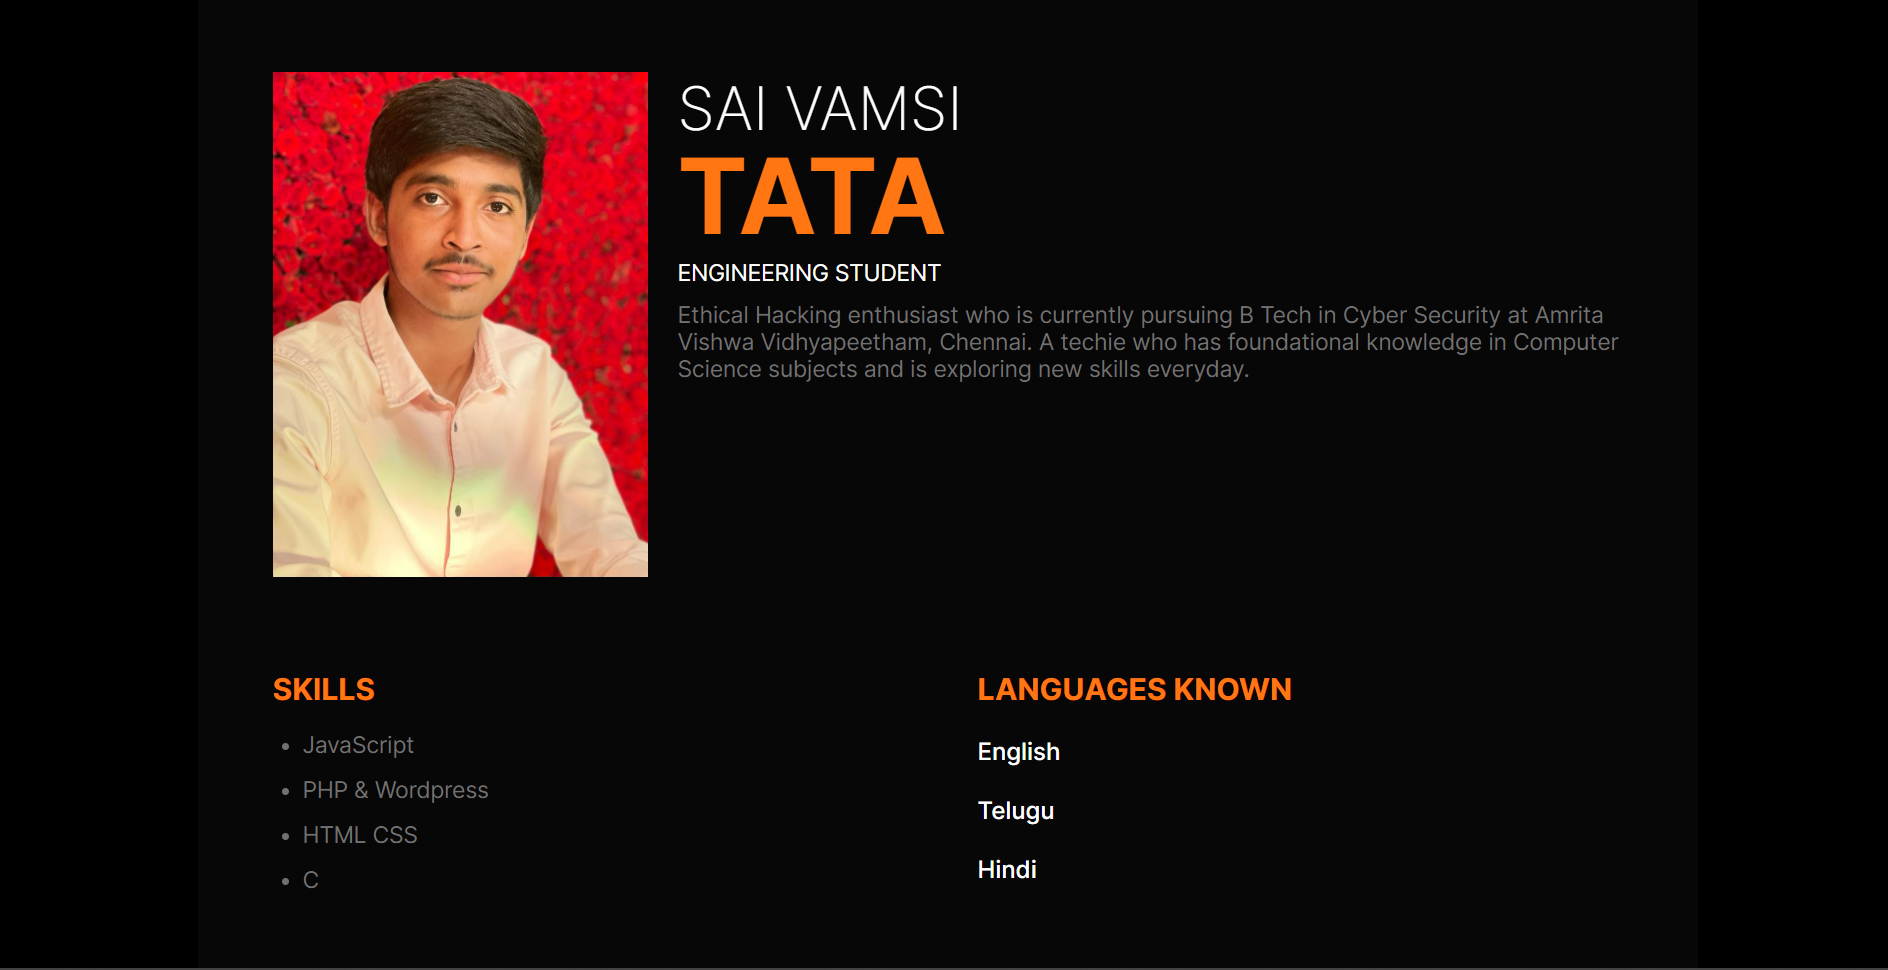 SAI VAMSI
TATA
ENGINEERING STUDENT
Ethical Hacking enthusiast who is currently pursuing B Tech in Cyber Security at Amrita
Vishwa Vidhyapeetham, Chennai. A techie who has foundational knowledge in Computer
Science subjects and is exploring new skills everyday.
SKILLS
• JavaScript
• PHP & Wordpress
• HTML CSS
• C
LANGUAGES KNOWN
English
Telugu
Hindi